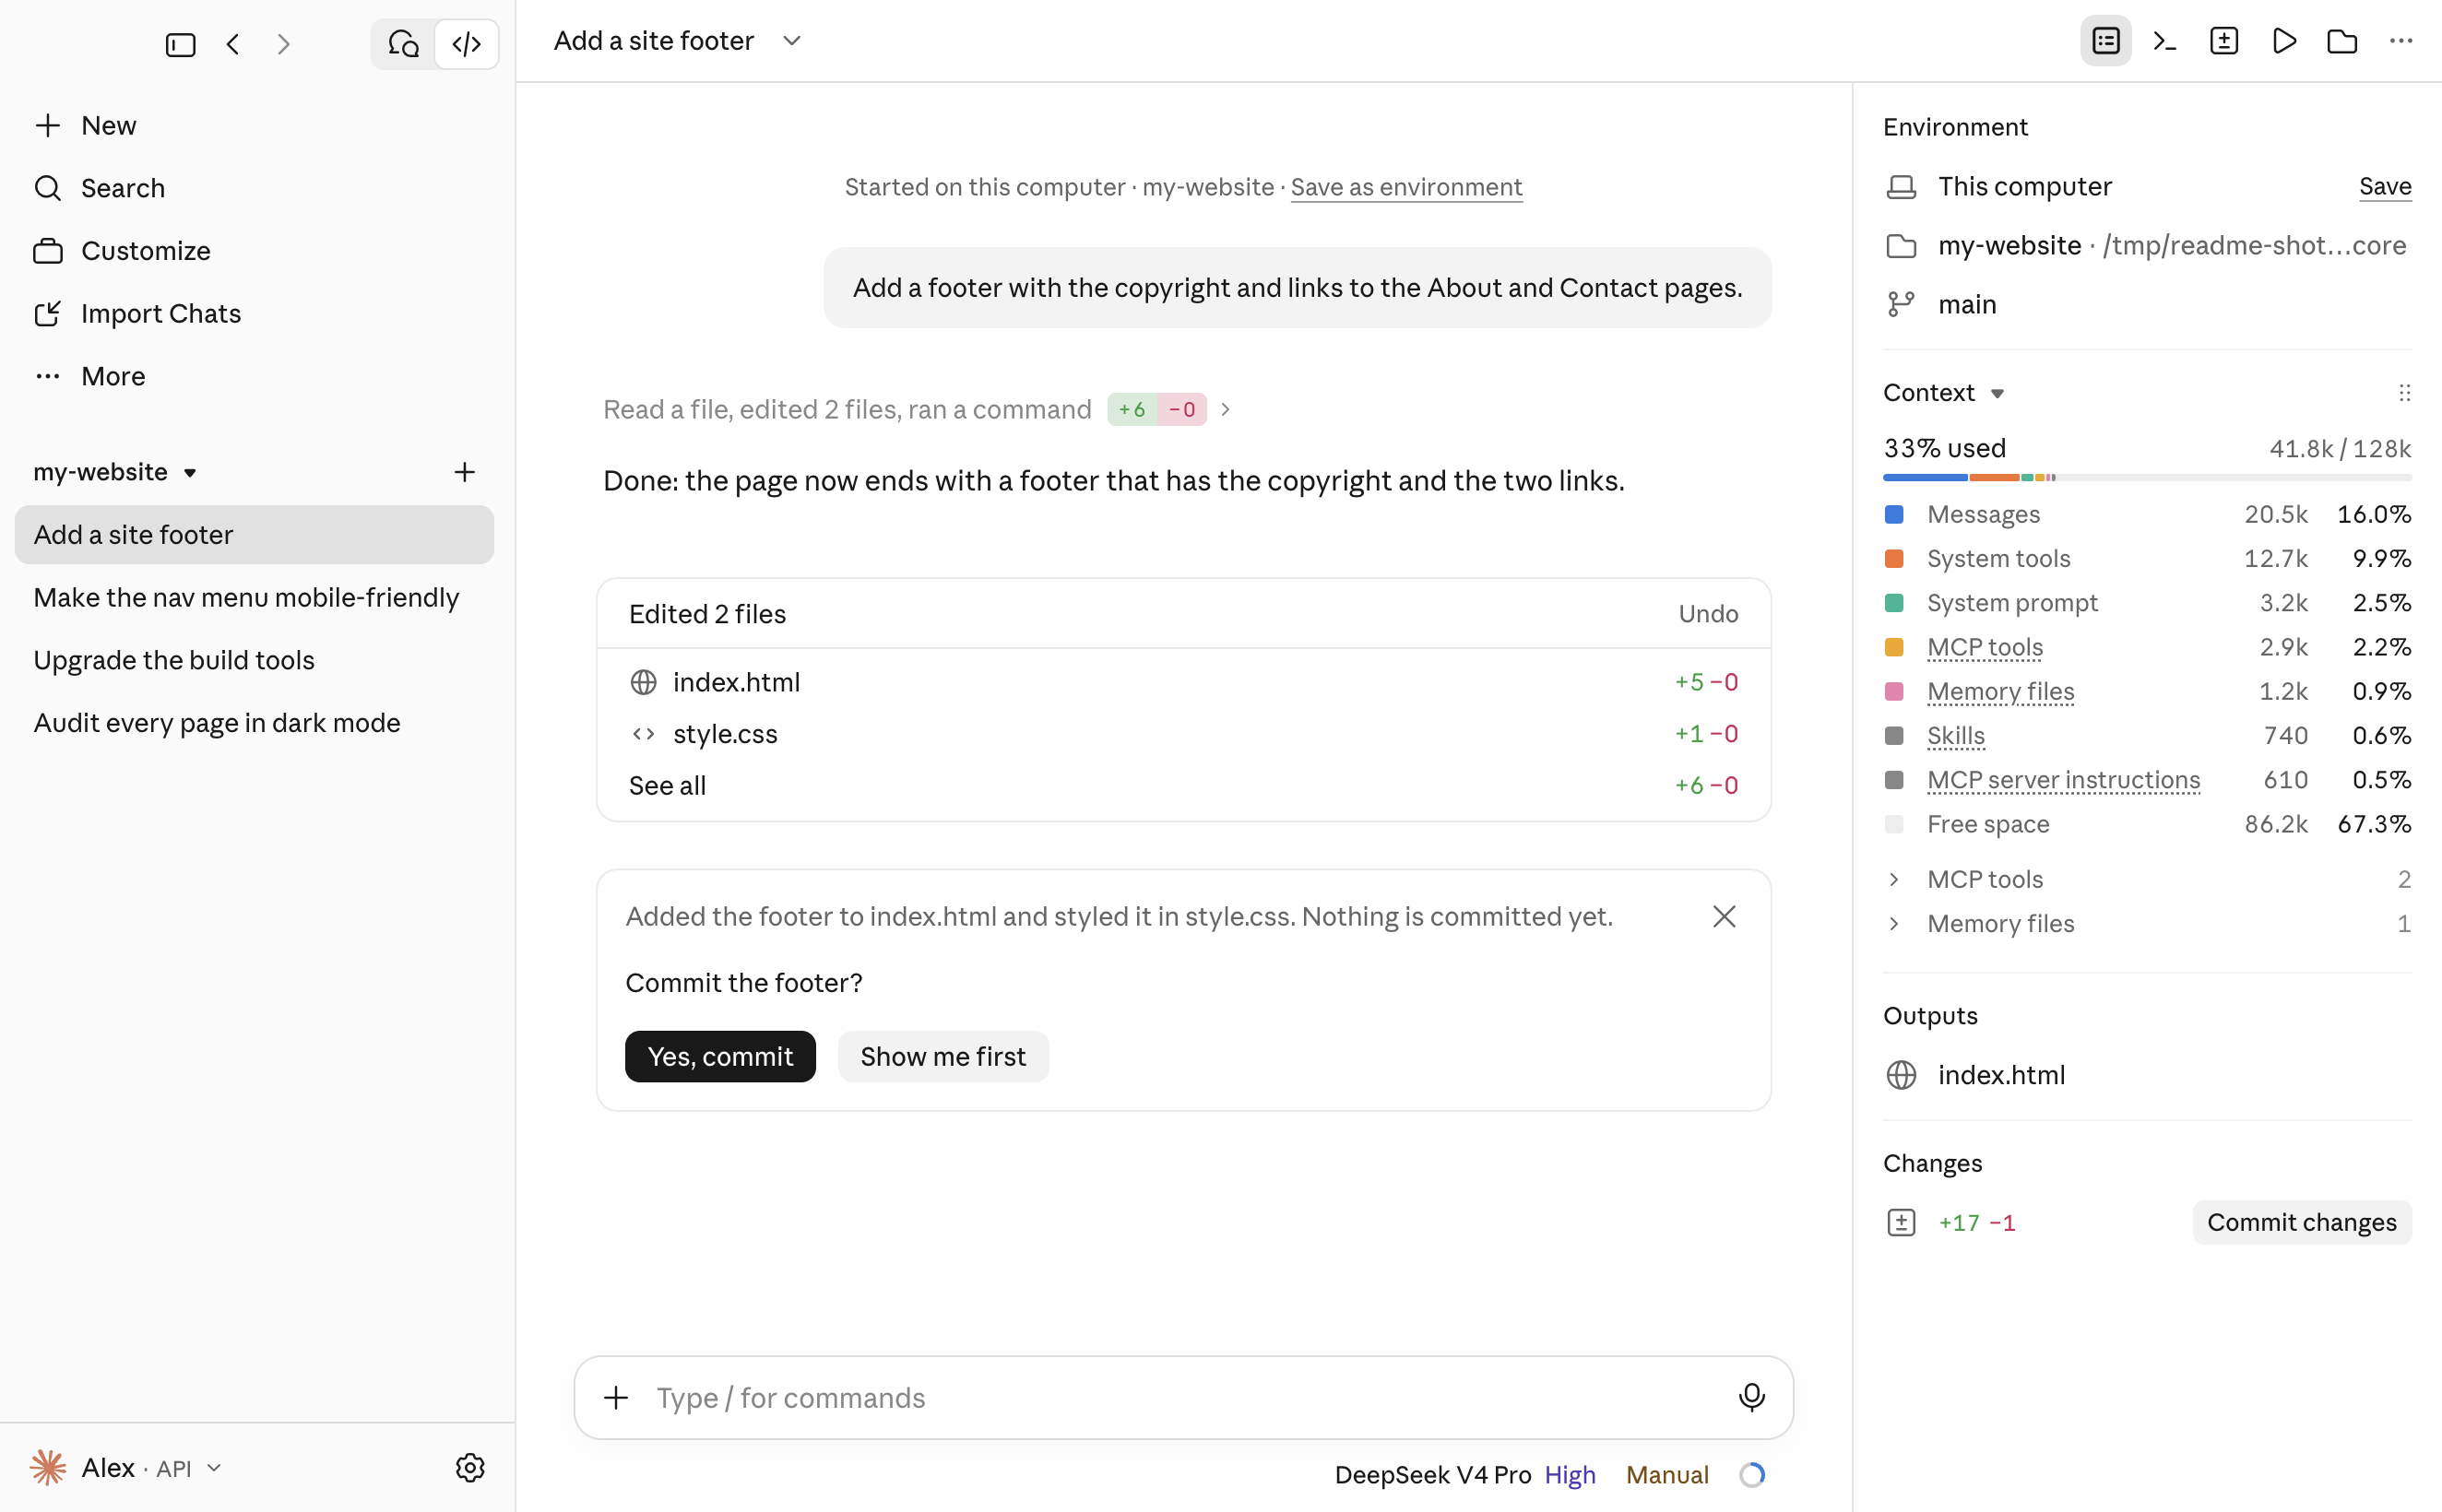 Add a site footer
New
Search
Customize
Import Chats
More
my-website
Add a site footer
Make the nav menu mobile-friendly
Upgrade the build tools
Audit every page in dark mode
Alex · API
Started on this computer · my-website · Save as environment
Add a footer with the copyright and links to the About and Contact pages.
Read a file, edited 2 files, ran a command +6 −0
Done: the page now ends with a footer that has the copyright and the two links.
Edited 2 files Undo
index.html +5 −0
style.css +1 −0
See all +6 −0
Added the footer to index.html and styled it in style.css. Nothing is committed yet.
Commit the footer?
Yes, commit Show me first
Type / for commands
DeepSeek V4 Pro High Manual
Environment
This computer Save
my-website · /tmp/readme-shot…core
main
Context
33% used 41.8k / 128k
Messages 20.5k 16.0%
System tools 12.7k 9.9%
System prompt 3.2k 2.5%
MCP tools 2.9k 2.2%
Memory files 1.2k 0.9%
Skills 740 0.6%
MCP server instructions 610 0.5%
Free space 86.2k 67.3%
MCP tools 2
Memory files 1
Outputs
index.html
Changes
+17 −1 Commit changes